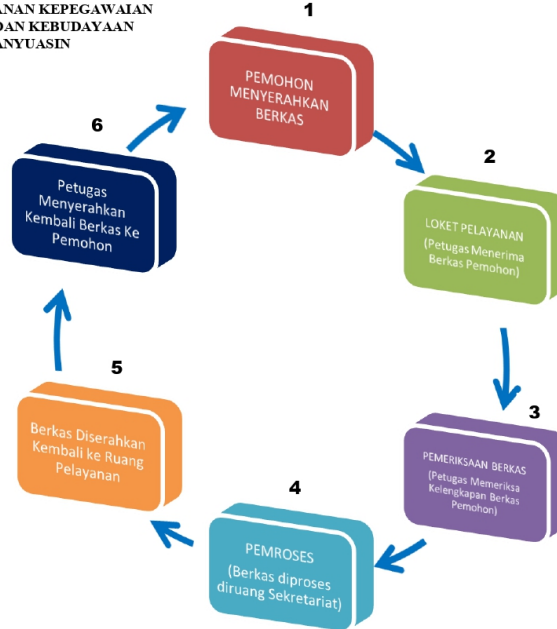 ANAN KEPEGAWAIAN
DAN KEBUDAYAAN
ANYUASIN
1
PEMOHON
MENYERAHKAN
BERKAS
2
LOKET PELAYANAN
(Petugas Menerima
Berkas Pemohon)
3
PEMERIKSAAN BERKAS
(Petugas Memeriksa
Kelengkapan Berkas
Pemohon)
4
PEMROSES
(Berkas diproses
diruang Sekretariat)
5
Berkas Diserahkan
Kembali ke Ruang
Pelayanan
6
Petugas
Menyerahkan
Kembali Berkas Ke
Pemohon